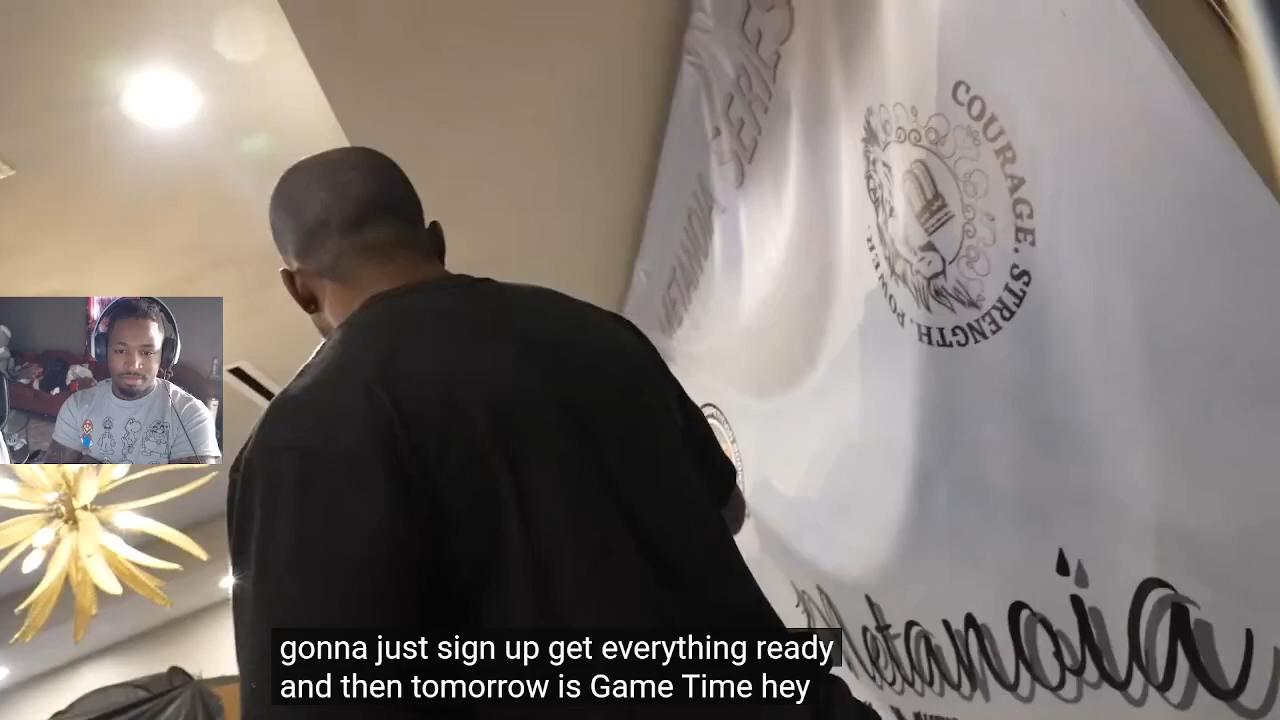 SERIES
METANOIA
COURAGE. STRENGTH. POWER.
Metanoia
gonna just sign up get everything ready
and then tomorrow is Game Time hey